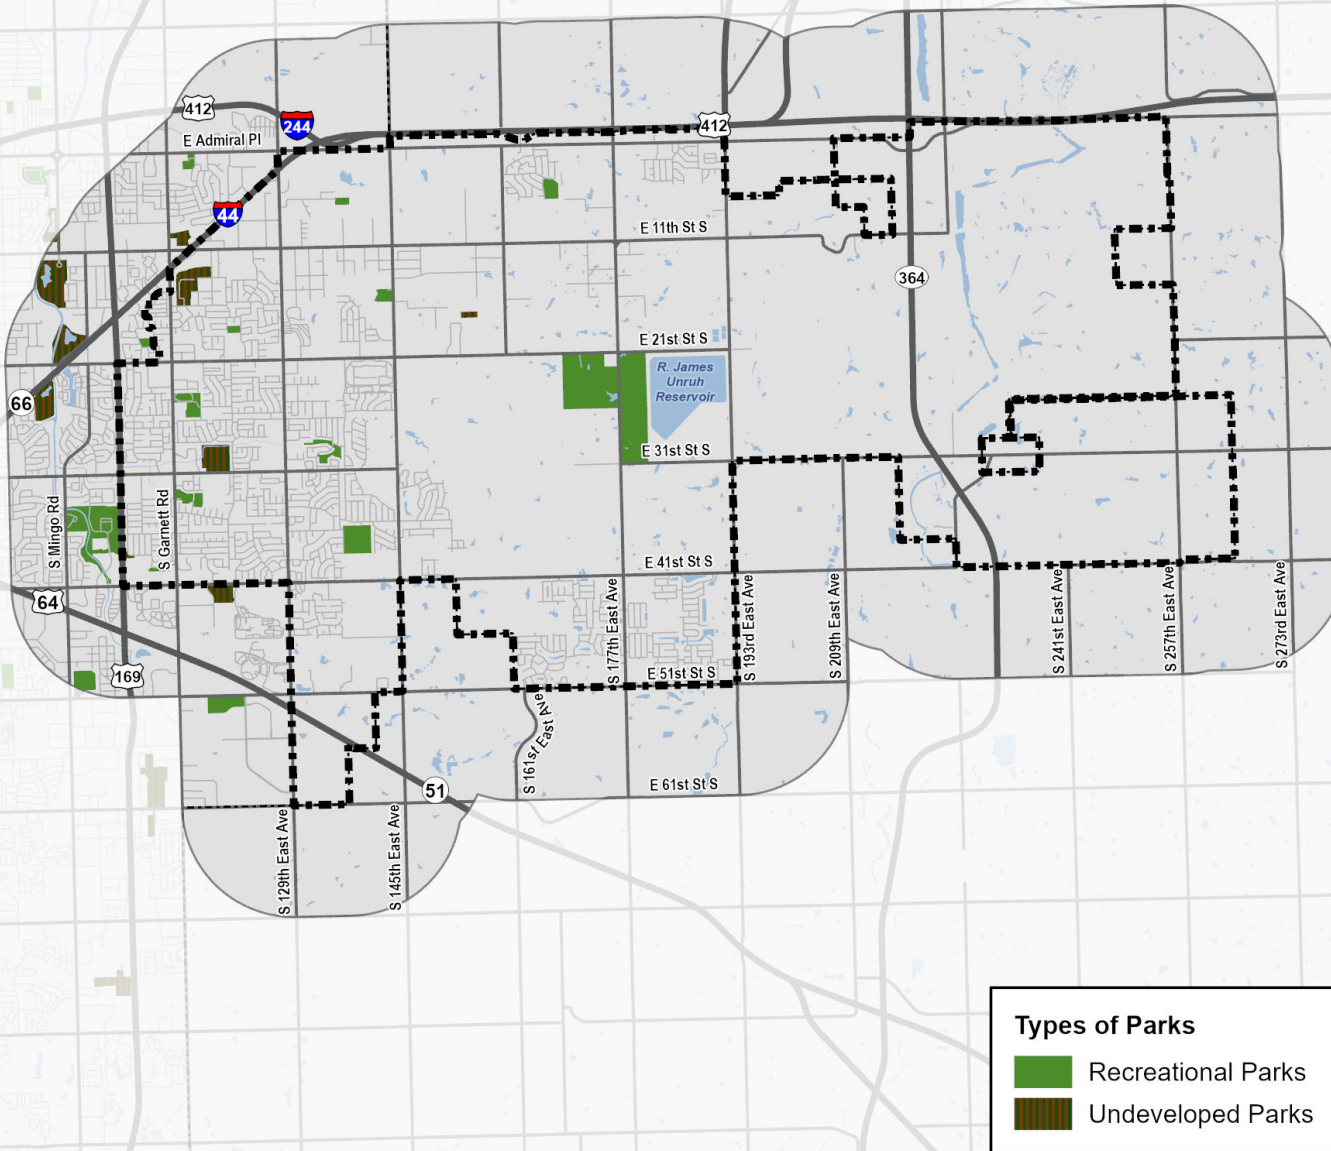 412
244
E Admiral Pl
412
44
E 11th St S
364
E 21st St S
R. James
Unruh
Reservoir
66
E 31st St S
S Mingo Rd
S Garnett Rd
E 41st St S
64
S 177th East Ave
S 193rd East Ave
S 209th East Ave
S 241st East Ave
S 257th East Ave
S 273rd East Ave
169
E 51st St S
S 161st East Ave
51
E 61st St S
S 129th East Ave
S 145th East Ave
Types of Parks
Recreational Parks
Undeveloped Parks